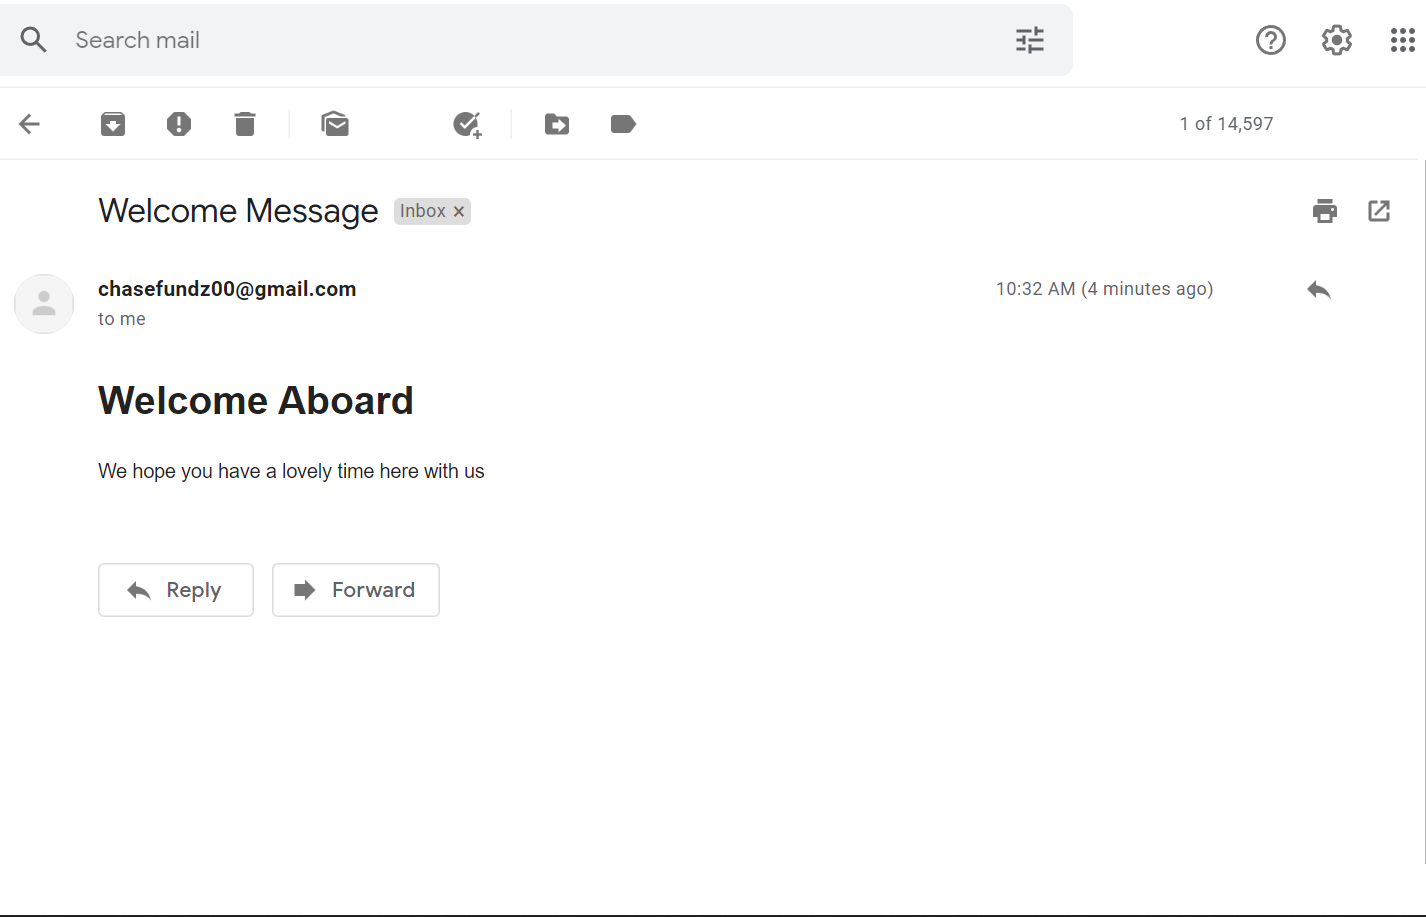 Search mail
1 of 14,597
Welcome Message Inbox ×
chasefundz00@gmail.com 10:32 AM (4 minutes ago)
to me
Welcome Aboard
We hope you have a lovely time here with us
Reply Forward